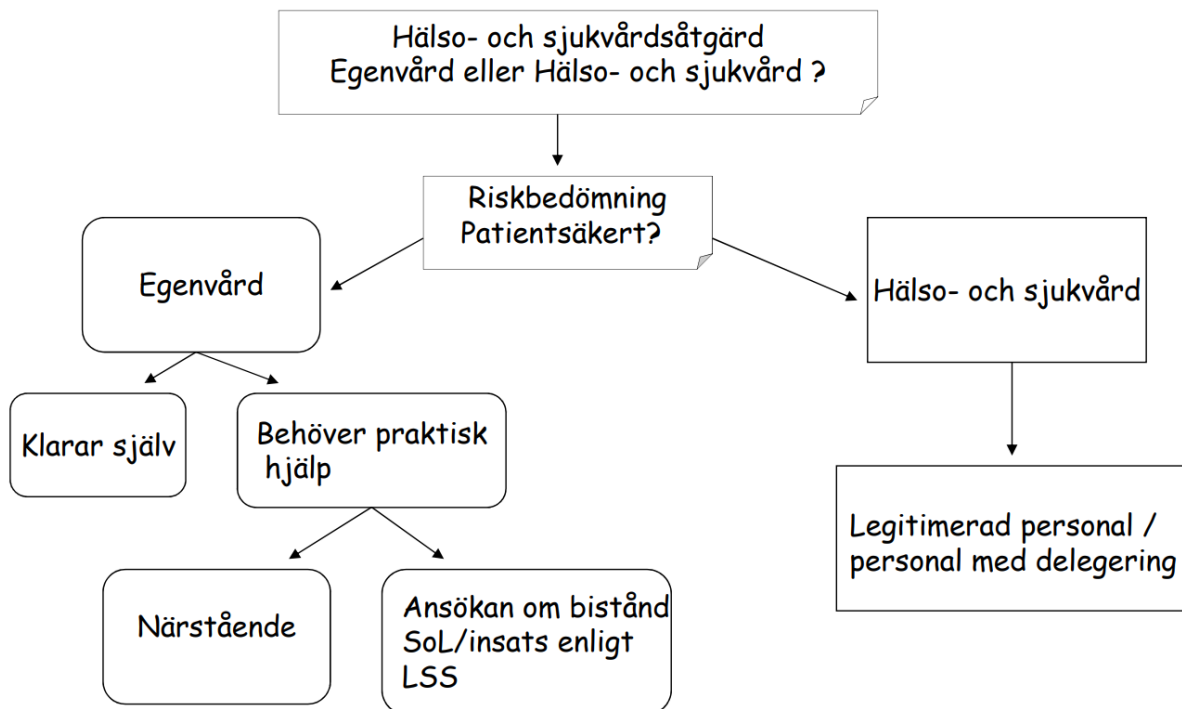 Hälso- och sjukvårdsåtgärd
Egenvård eller Hälso- och sjukvård ?
Riskbedömning
Patientsäkert?
Egenvård
Hälso- och sjukvård
Klarar själv
Behöver praktisk
hjälp
Legitimerad personal /
personal med delegering
Närstående
Ansökan om bistånd
SoL/insats enligt
LSS